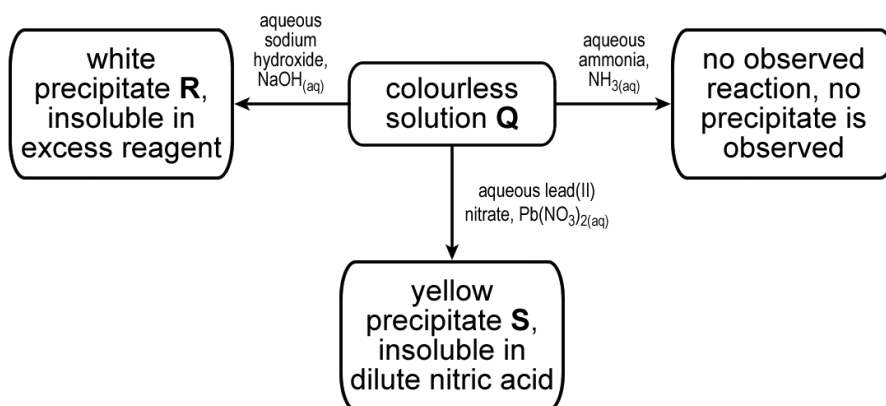 white
precipitate R,
insoluble in
excess reagent
aqueous
sodium
hydroxide,
NaOH(aq)
colourless
solution Q
aqueous
ammonia,
NH3(aq)
no observed
reaction, no
precipitate is
observed
aqueous lead(II)
nitrate, Pb(NO3)2(aq)
yellow
precipitate S,
insoluble in
dilute nitric acid